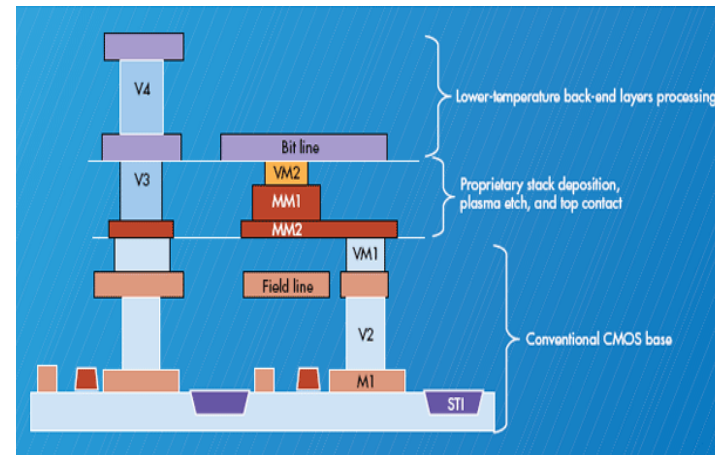 V4
Lower-temperature back-end layers processing
Bit line
V3
VM2
MM1
MM2
Proprietary stack deposition,
plasma etch, and top contact
VM1
Field line
V2
Conventional CMOS base
M1
STI